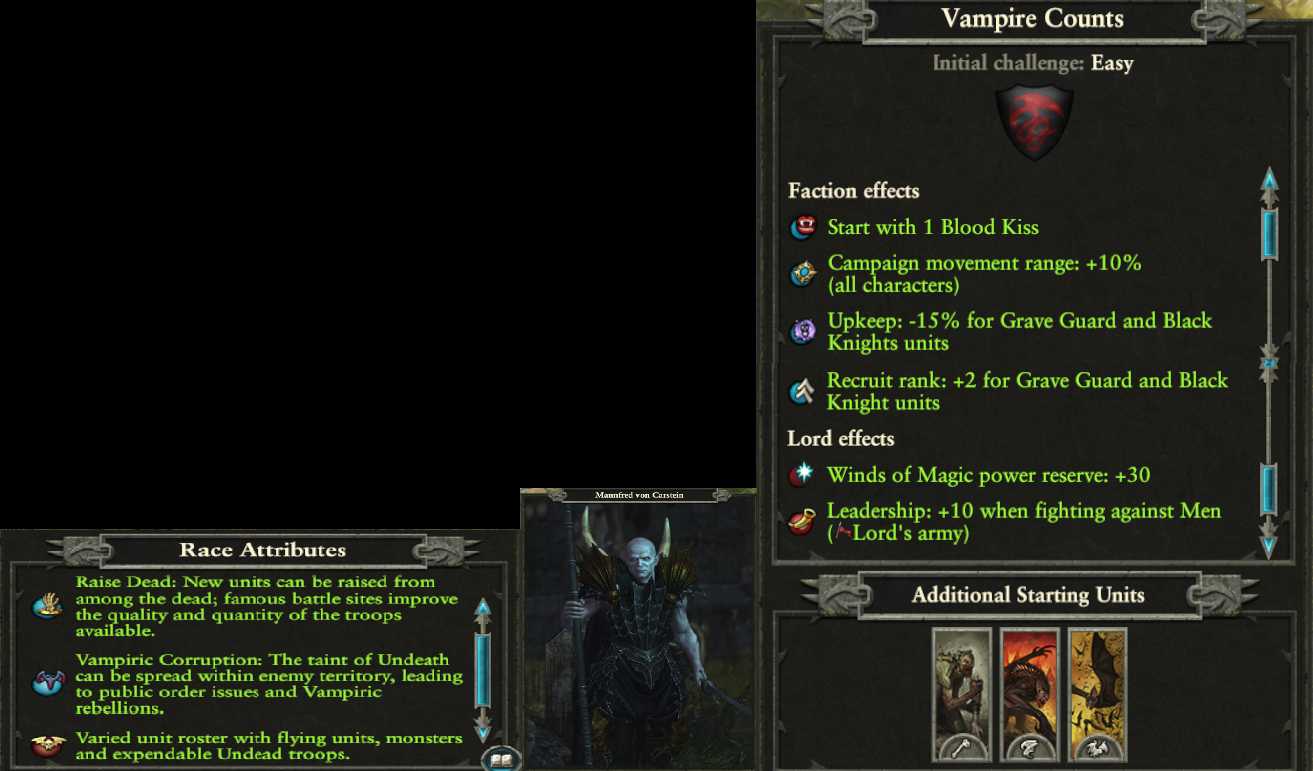 Vampire Counts
Initial challenge: Easy
Faction effects
Start with 1 Blood Kiss
Campaign movement range: +10%
(all characters)
Upkeep: -15% for Grave Guard and Black
Knights units
Recruit rank: +2 for Grave Guard and Black
Knight units
Lord effects
Winds of Magic power reserve: +30
Leadership: +10 when fighting against Men
(Lord's army)
Additional Starting Units
Mannfred von Carstein
Race Attributes
Raise Dead: New units can be raised from
among the dead; famous battle sites improve
the quality and quantity of the troops
available.
Vampiric Corruption: The taint of Undeath
can be spread within enemy territory, leading
to public order issues and Vampiric
rebellions.
Varied unit roster with flying units, monsters
and expendable Undead troops.